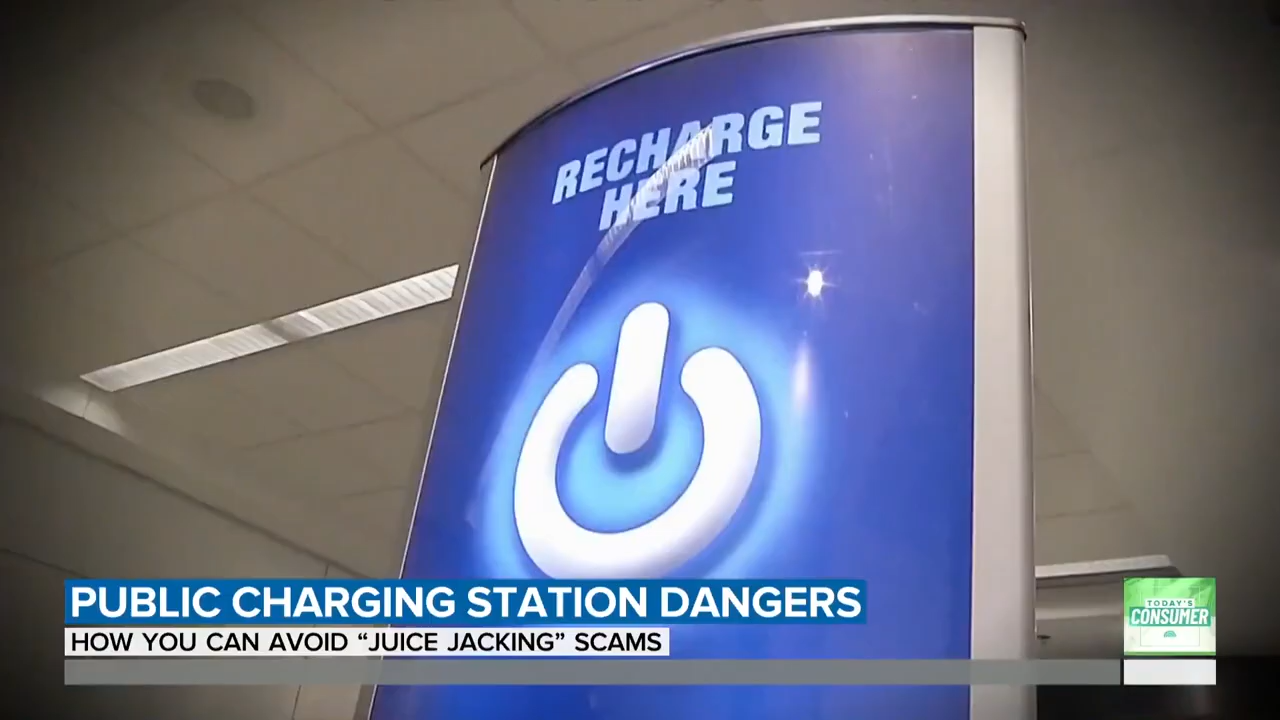 RECHARGE
HERE
PUBLIC CHARGING STATION DANGERS
HOW YOU CAN AVOID “JUICE JACKING” SCAMS
TODAY'S
CONSUMER